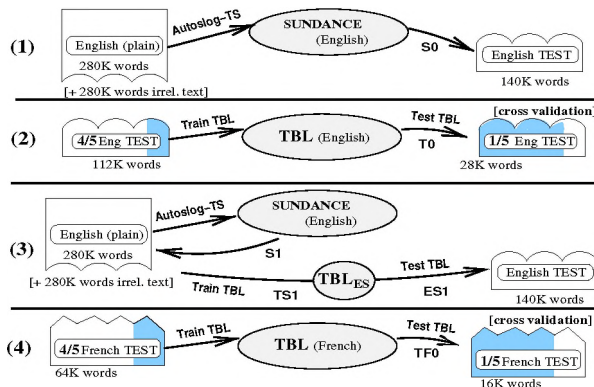 (1)
English (plain)
280K words
[+ 280K words irrel. text]
Autoslog-TS
SUNDANCE
(English)
S0
English TEST
140K words
(2)
4/5 Eng TEST
112K words
Train TBL
TBL (English)
Test TBL
T0
[cross validation]
1/5 Eng TEST
28K words
(3)
English (plain)
280K words
[+ 280K words irrel. text]
Autoslog-TS
SUNDANCE
(English)
S1
Train TBL
TS1
TBL_ES
Test TBL
ES1
English TEST
140K words
(4)
4/5 French TEST
64K words
Train TBL
TBL (French)
Test TBL
TF0
[cross validation]
1/5 French TEST
16K words